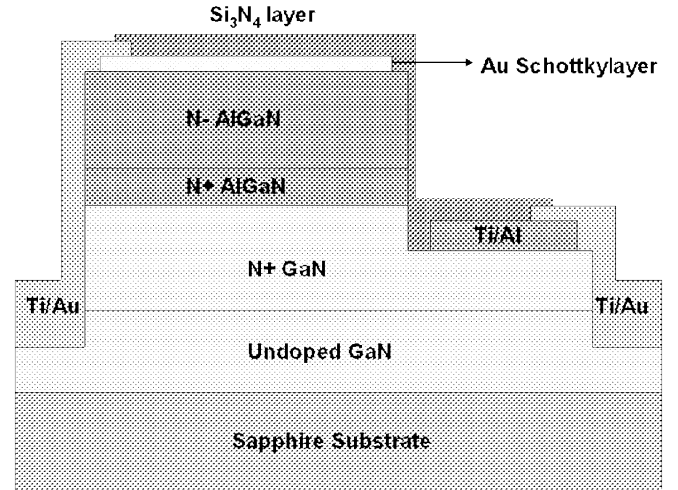 Si₃N₄ layer
Au Schottkylayer
N- AlGaN
N+ AlGaN
Ti/Al
N+ GaN
Ti/Au
Ti/Au
Undoped GaN
Sapphire Substrate